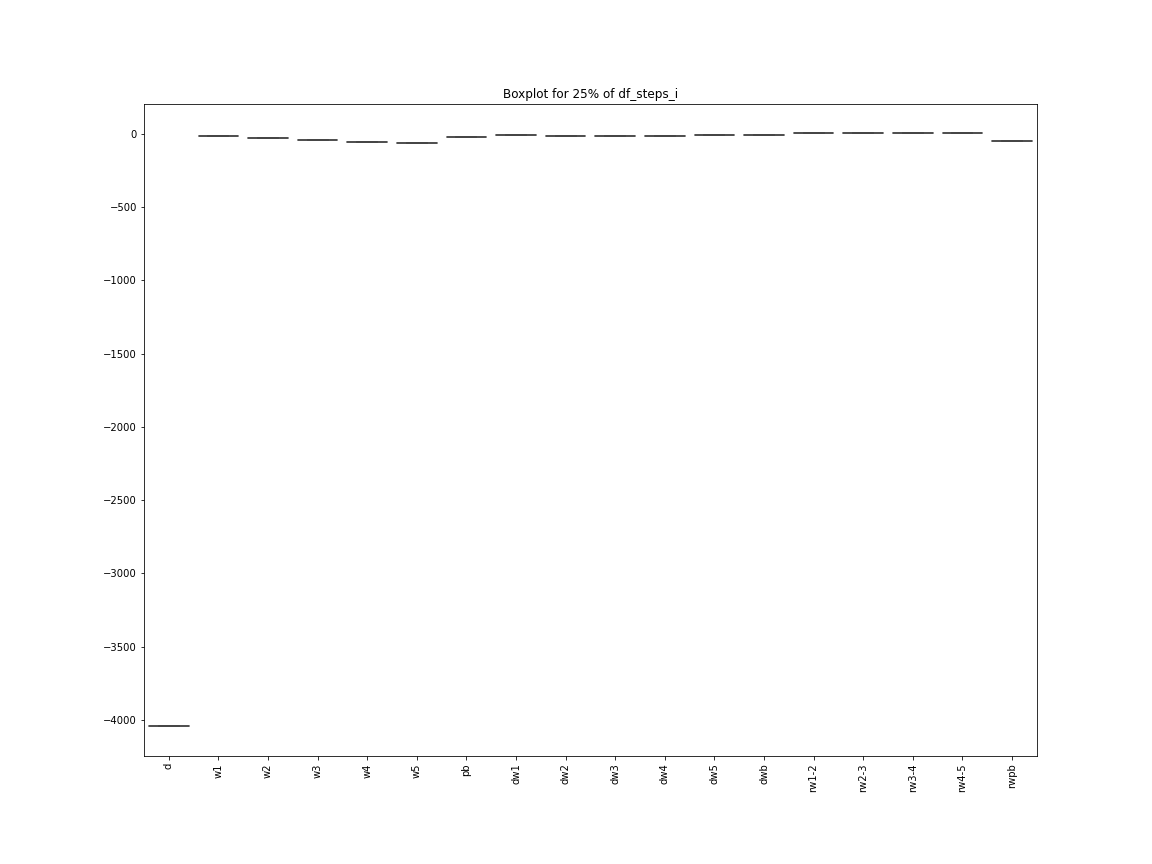 Boxplot for 25% of df_steps_i
0
−500
−1000
−1500
−2000
−2500
−3000
−3500
−4000
d
w1
w2
w3
w4
w5
pb
dw1
dw2
dw3
dw4
dw5
dwb
rw1-2
rw2-3
rw3-4
rw4-5
rwpb